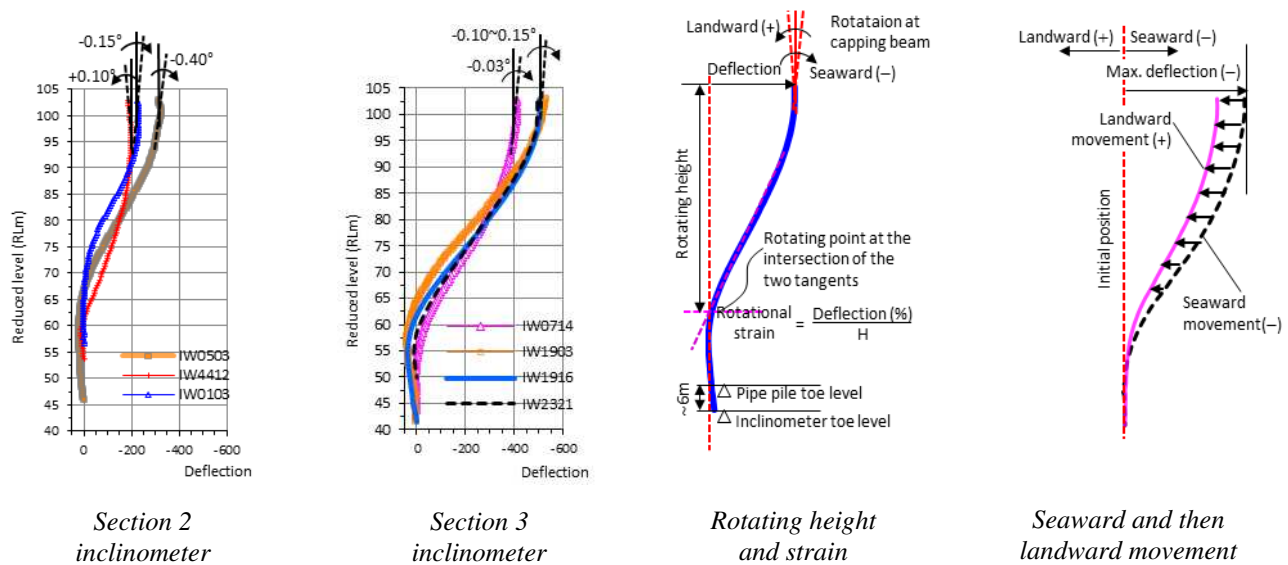 -0.15°
+0.10°
-0.40°
105
100
95
90
85
80
75
70
65
60
55
50
45
40
Reduced level (RLm)
IW0503
IW4412
IW0103
0
-200
-400
-600
Deflection
Section 2
inclinometer
-0.10~0.15°
-0.03°
105
100
95
90
85
80
75
70
65
60
55
50
45
40
Reduced level (RLm)
IW0714
IW1903
IW1916
IW2321
0
-200
-400
-600
Deflection
Section 3
inclinometer
Landward (+)
Rotataion at
capping beam
Deflection
Seaward (–)
Rotating height
Rotating point at the
intersection of the
two tangents
Rotational
strain
= Deflection (%)
H
~6m
Pipe pile toe level
Inclinometer toe level
Rotating height
and strain
Landward (+)
Seaward (–)
Max. deflection (–)
Landward
movement (+)
Initial position
Seaward
movement(–)
Seaward and then
landward movement